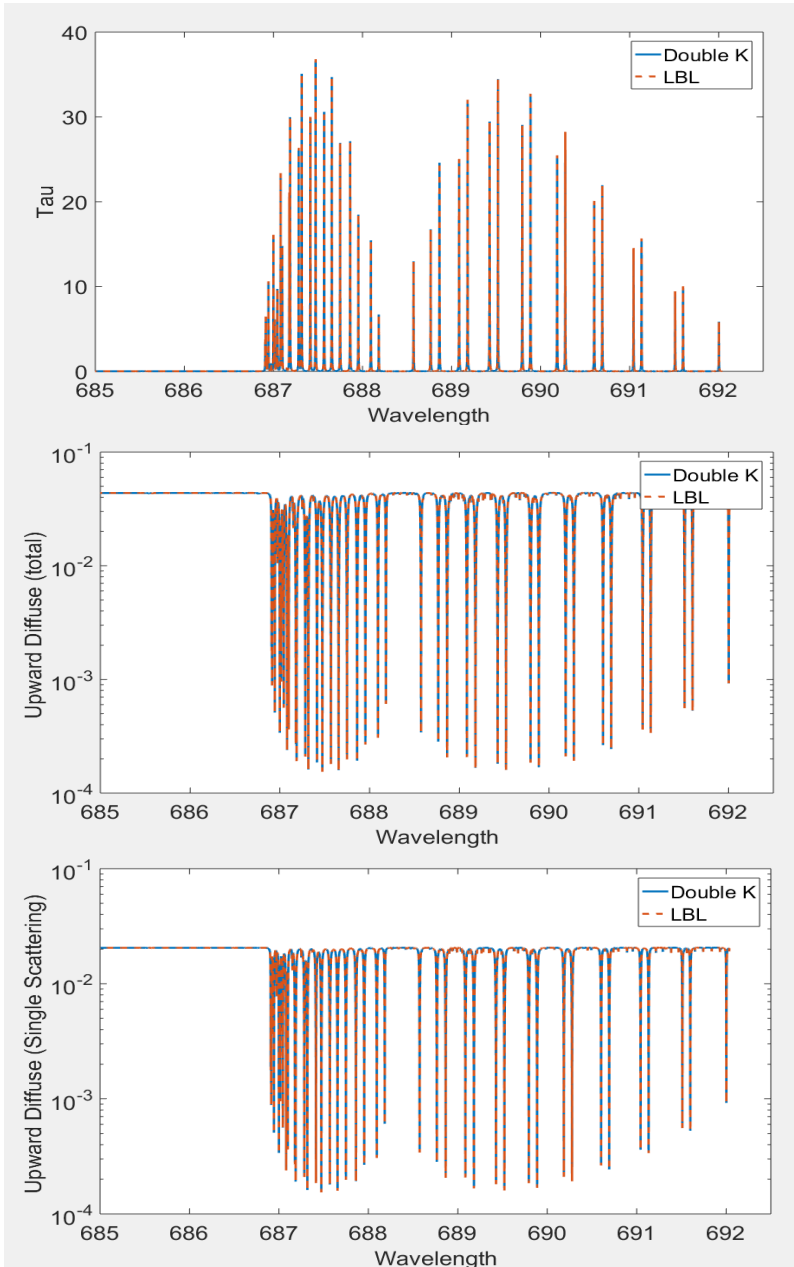 40
30
20
10
0
Tau
Double K
LBL
685 686 687 688 689 690 691 692
Wavelength
10-1
10-2
10-3
10-4
Upward Diffuse (total)
Double K
LBL
685 686 687 688 689 690 691 692
Wavelength
10-1
10-2
10-3
10-4
Upward Diffuse (Single Scattering)
Double K
LBL
685 686 687 688 689 690 691 692
Wavelength